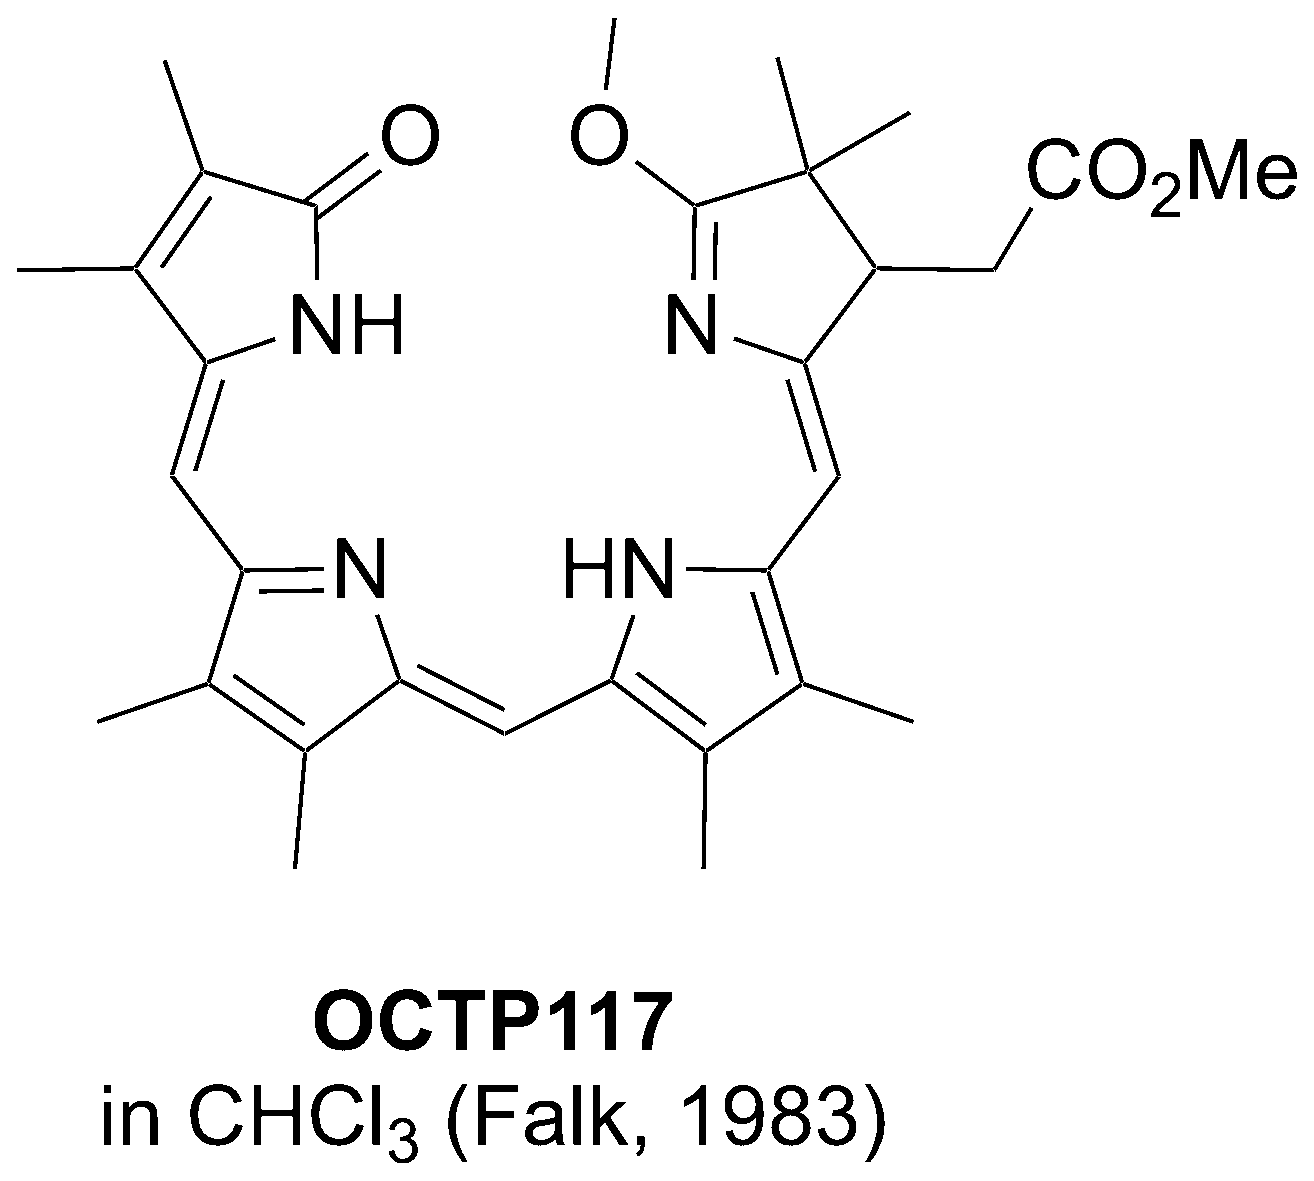 O
O
CO₂Me
NH
N
N
HN
OCTP117
in CHCl₃ (Falk, 1983)